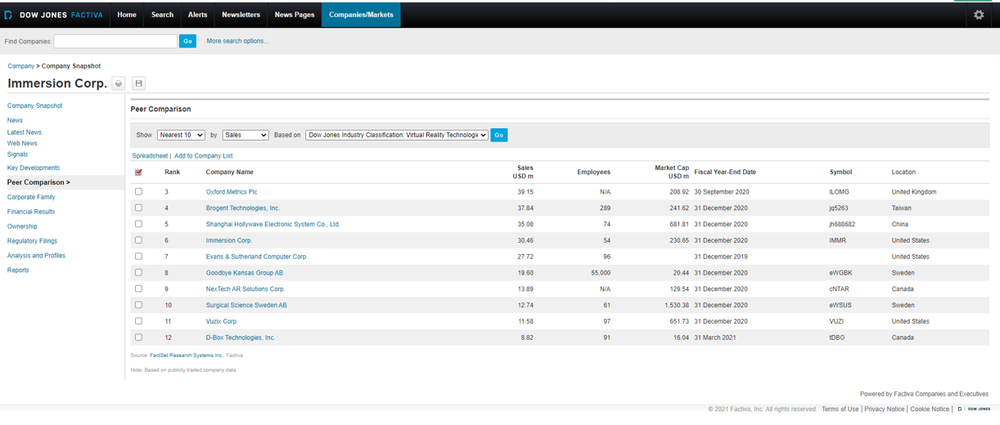 DOW JONES FACTIVA Home Search Alerts Newsletters News Pages Companies/Markets
Find Companies: Go More search options...
Company > Company Snapshot
Immersion Corp.
Company Snapshot
News
Latest News
Web News
Signals
Key Developments
Peer Comparison >
Corporate Family
Financial Results
Ownership
Regulatory Filings
Analysis and Profiles
Reports
Peer Comparison
Show Nearest 10 by Sales Based on Dow Jones Industry Classification: Virtual Reality Technologie Go
Spreadsheet | Add to Company List
Rank Company Name Sales USD m Employees Market Cap USD m Fiscal Year-End Date Symbol Location
3 Oxford Metrics Plc 39.15 N/A 208.92 30 September 2020 ILOMG United Kingdom
4 Brogent Technologies, Inc. 37.84 289 241.62 31 December 2020 jq5263 Taiwan
5 Shanghai Hollywave Electronic System Co., Ltd. 35.08 74 681.81 31 December 2020 jh688682 China
6 Immersion Corp. 30.46 54 230.65 31 December 2020 IMMR United States
7 Evans & Sutherland Computer Corp. 27.72 96 31 December 2019 United States
8 Goodbye Kansas Group AB 19.60 55,000 20.44 31 December 2020 eWGBK Sweden
9 NexTech AR Solutions Corp. 13.89 N/A 129.54 31 December 2020 cNTAR Canada
10 Surgical Science Sweden AB 12.74 61 1,530.38 31 December 2020 eWSUS Sweden
11 Vuzix Corp. 11.58 97 651.73 31 December 2020 VUZI United States
12 D-Box Technologies, Inc. 8.82 91 16.04 31 March 2021 tDBO Canada
Source: FactSet Research Systems Inc., Factiva
Note: Based on publicly traded company data.
Powered by Factiva Companies and Executives
© 2021 Factiva, Inc. All rights reserved. Terms of Use | Privacy Notice | Cookie Notice | DOW JONES